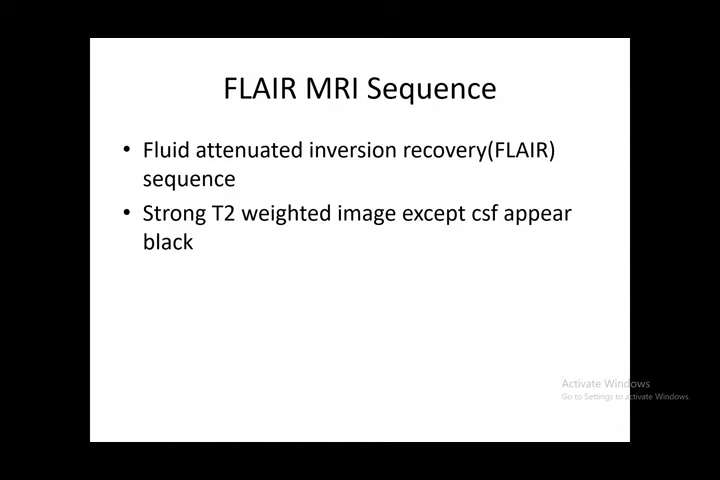 FLAIR MRI Sequence
• Fluid attenuated inversion recovery(FLAIR)
sequence
• Strong T2 weighted image except csf appear
black
Activate Windows
Go to Settings to activate Windows.